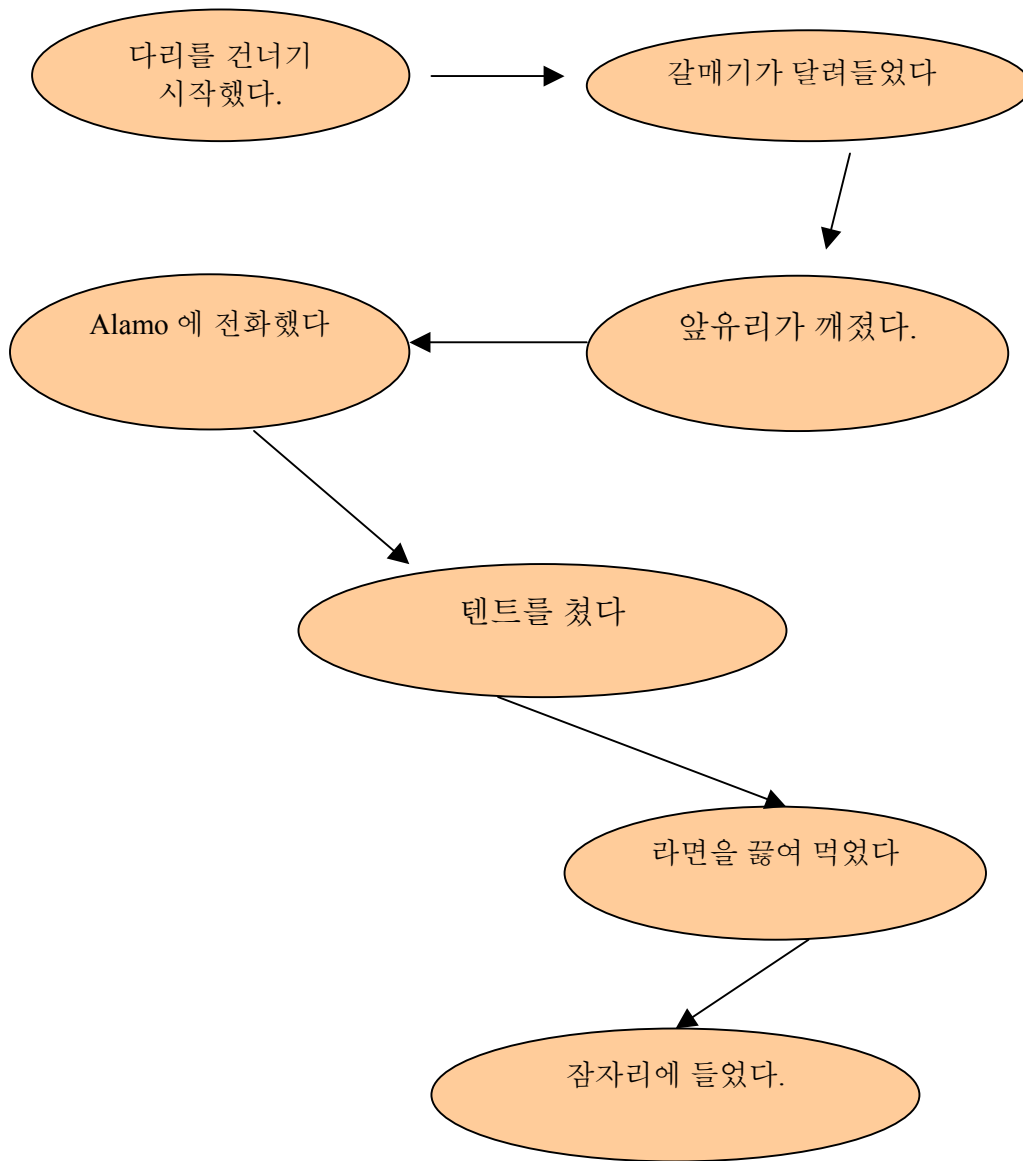 다리를 건너기
시작했다.
갈매기가 달려들었다
앞유리가 깨졌다.
Alamo 에 전화했다
텐트를 쳤다
라면을 끓여 먹었다
잠자리에 들었다.